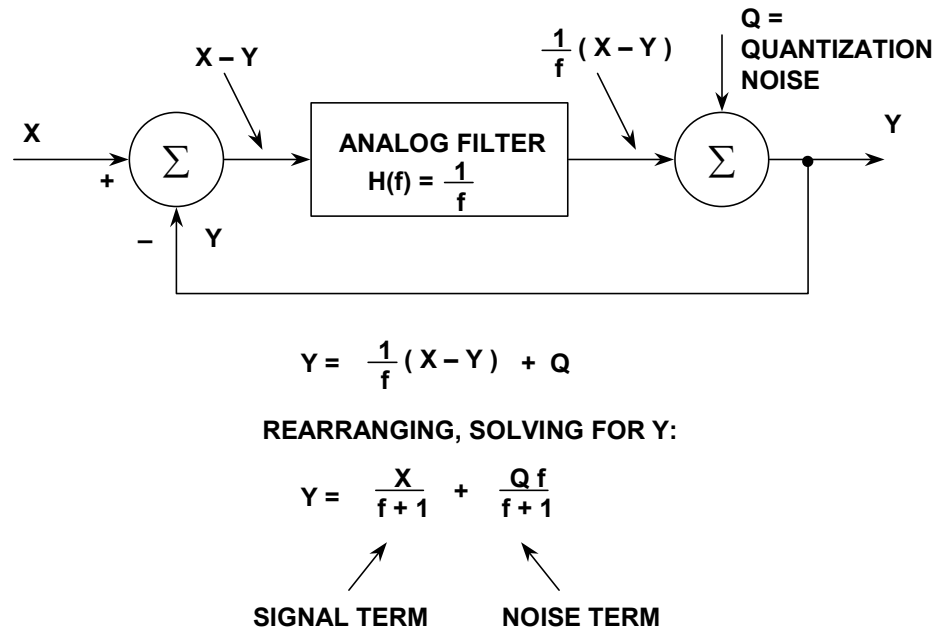 Q =
QUANTIZATION
NOISE
X – Y
1/f ( X – Y )
X
Σ
ANALOG FILTER
H(f) = 1/f
Σ
Y
+
–
Y
Y = 1/f ( X – Y ) + Q
REARRANGING, SOLVING FOR Y:
Y = X/f + 1 + Q f/f + 1
SIGNAL TERM
NOISE TERM